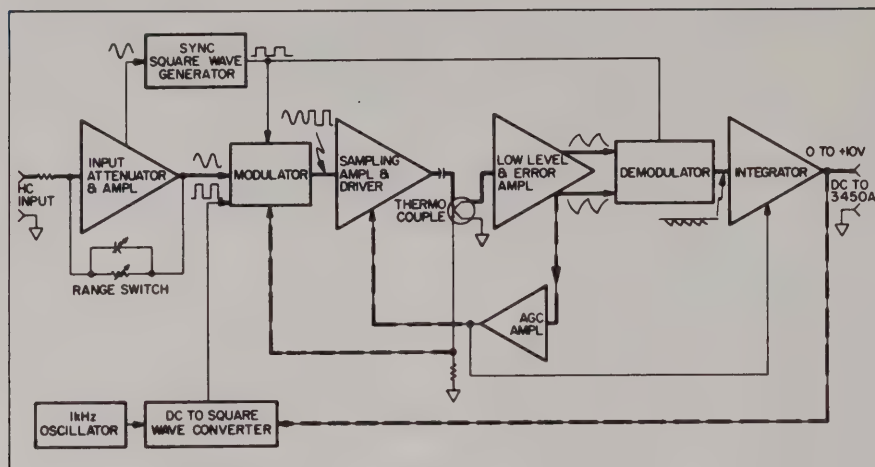 SYNC
SQUARE WAVE
GENERATOR
HC
INPUT
INPUT
ATTENUATOR
& AMPL
MODULATOR
SAMPLING
AMPL &
DRIVER
THERMO
COUPLE
LOW LEVEL
& ERROR
AMPL
DEMODULATOR
INTEGRATOR
0 TO +10V
DC TO
3450A
RANGE SWITCH
AGC
AMPL
1kHz
OSCILLATOR
DC TO SQUARE
WAVE CONVERTER